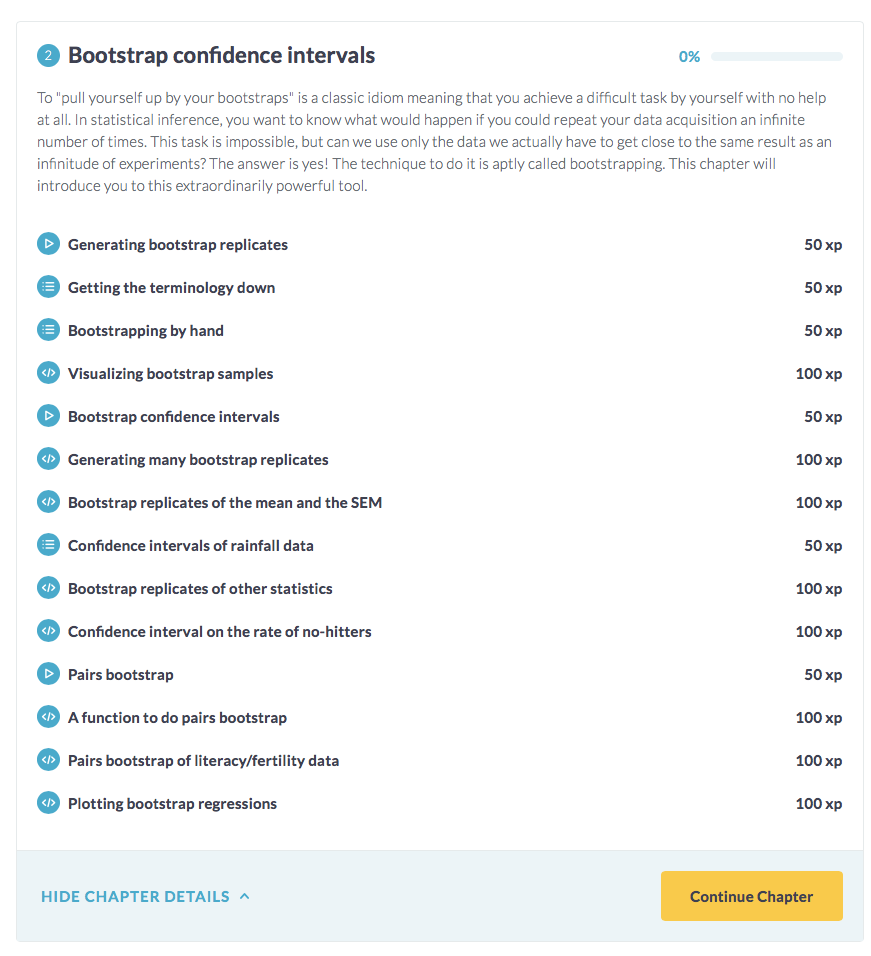 2 Bootstrap confidence intervals 0%
To "pull yourself up by your bootstraps" is a classic idiom meaning that you achieve a difficult task by yourself with no help
at all. In statistical inference, you want to know what would happen if you could repeat your data acquisition an infinite
number of times. This task is impossible, but can we use only the data we actually have to get close to the same result as an
infinitude of experiments? The answer is yes! The technique to do it is aptly called bootstrapping. This chapter will
introduce you to this extraordinarily powerful tool.
Generating bootstrap replicates 50 xp
Getting the terminology down 50 xp
Bootstrapping by hand 50 xp
Visualizing bootstrap samples 100 xp
Bootstrap confidence intervals 50 xp
Generating many bootstrap replicates 100 xp
Bootstrap replicates of the mean and the SEM 100 xp
Confidence intervals of rainfall data 50 xp
Bootstrap replicates of other statistics 100 xp
Confidence interval on the rate of no-hitters 100 xp
Pairs bootstrap 50 xp
A function to do pairs bootstrap 100 xp
Pairs bootstrap of literacy/fertility data 100 xp
Plotting bootstrap regressions 100 xp
HIDE CHAPTER DETAILS Continue Chapter